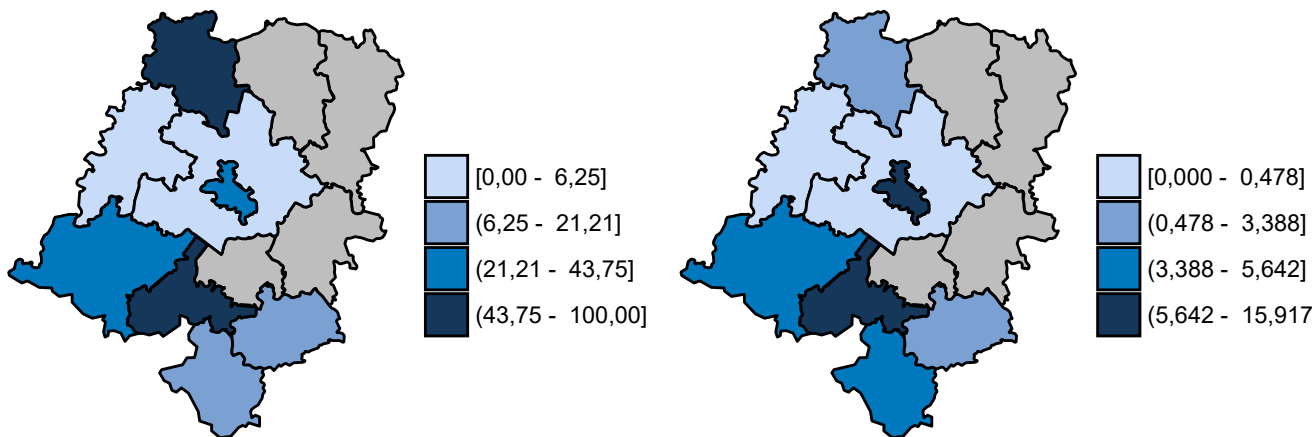 [0,00 - 6,25]
(6,25 - 21,21]
(21,21 - 43,75]
(43,75 - 100,00]
[0,000 - 0,478]
(0,478 - 3,388]
(3,388 - 5,642]
(5,642 - 15,917